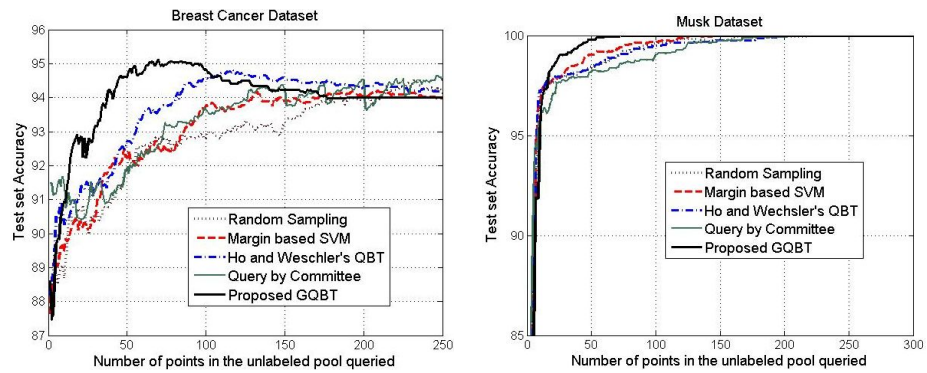 Breast Cancer Dataset
Test set Accuracy
96
95
94
93
92
91
90
89
88
87
Random Sampling
Margin based SVM
Ho and Weschler's QBT
Query by Committee
Proposed GQBT
0 50 100 150 200 250
Number of points in the unlabeled pool queried
Musk Dataset
Test set Accuracy
100
95
90
85
Random Sampling
Margin based SVM
Ho and Wechsler's QBT
Query by Committee
Proposed GQBT
0 50 100 150 200 250 300
Number of points in the unlabeled pool queried